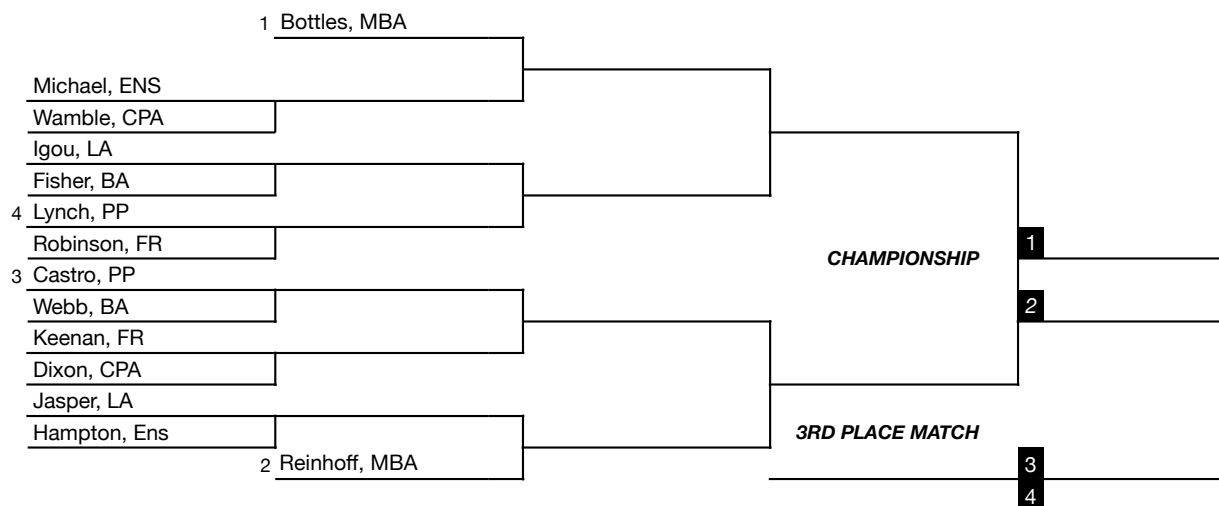 1 Bottles, MBA
Michael, ENS
Wamble, CPA
Igou, LA
Fisher, BA
4 Lynch, PP
Robinson, FR
CHAMPIONSHIP
1
3 Castro, PP
Webb, BA
2
Keenan, FR
Dixon, CPA
Jasper, LA
Hampton, Ens
3RD PLACE MATCH
2 Reinhoff, MBA
3
4